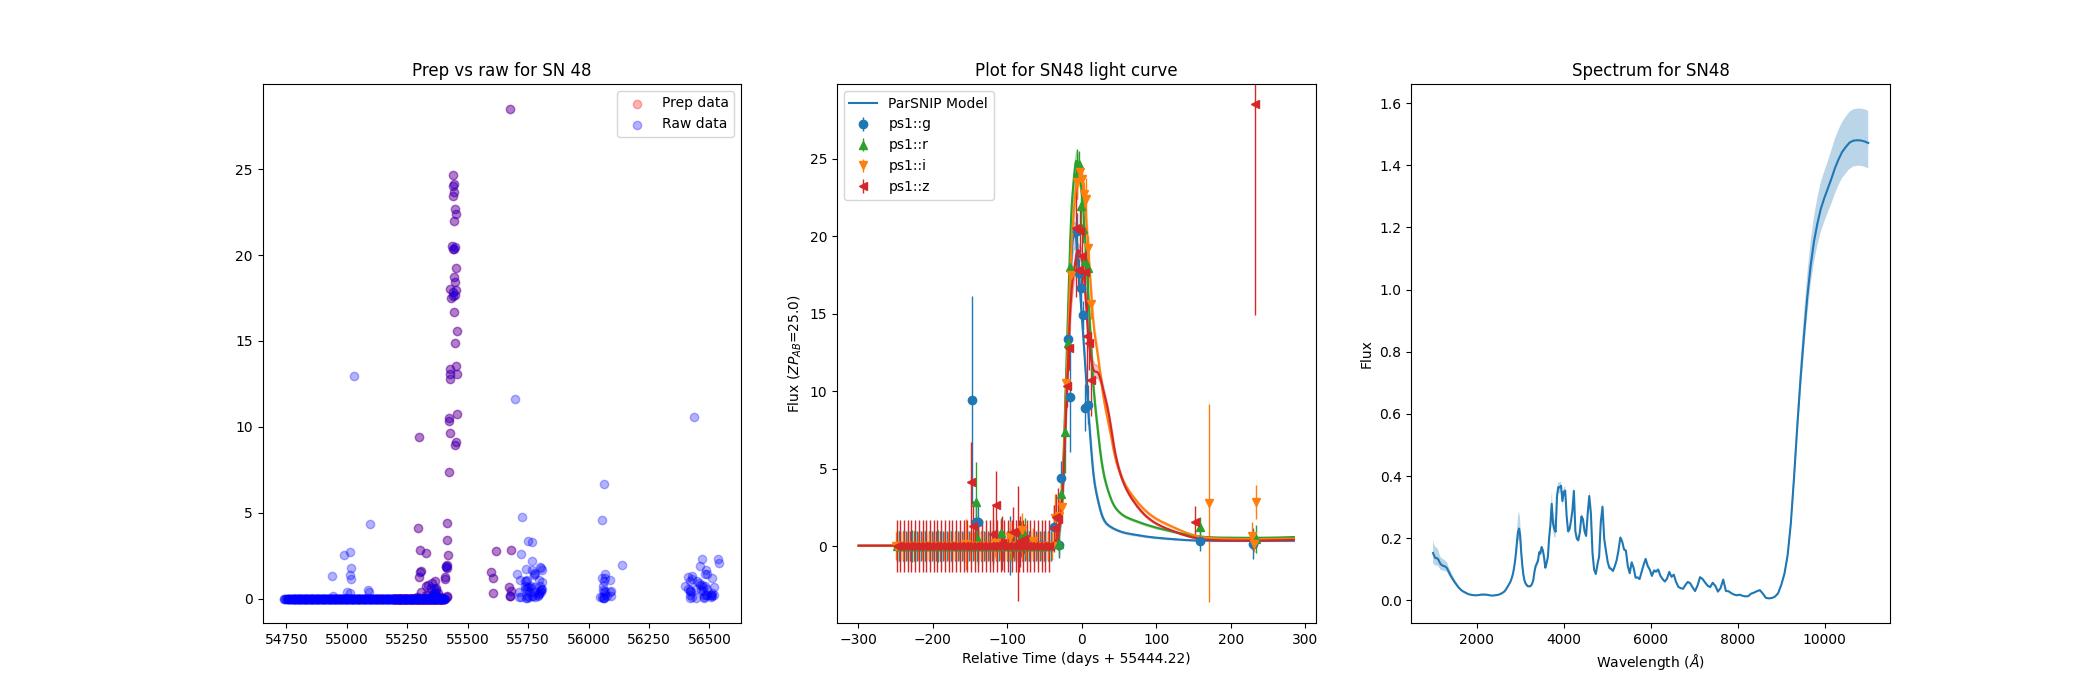 Prep vs raw for SN 48
Prep data
Raw data
25
20
15
10
5
0
54750 55000 55250 55500 55750 56000 56250 56500
Plot for SN48 light curve
ParSNIP Model
ps1::g
ps1::r
ps1::i
ps1::z
Flux (ZP_AB=25.0)
25
20
15
10
5
0
−300 −200 −100 0 100 200 300
Relative Time (days + 55444.22)
Spectrum for SN48
Flux
1.6
1.4
1.2
1.0
0.8
0.6
0.4
0.2
0.0
2000 4000 6000 8000 10000
Wavelength (Å)